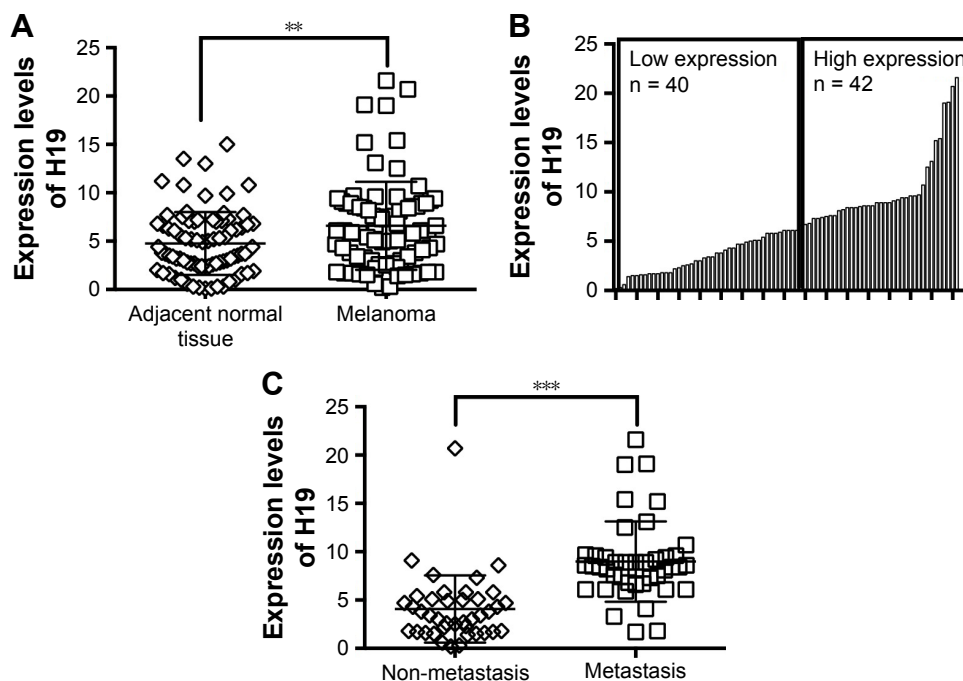 A
Expression levels
of H19
25
20
15
10
5
0
**
Adjacent normal
tissue
Melanoma
B
Expression levels
of H19
25
20
15
10
5
0
Low expression
n = 40
High expression
n = 42
C
Expression levels
of H19
25
20
15
10
5
0
***
Non-metastasis
Metastasis